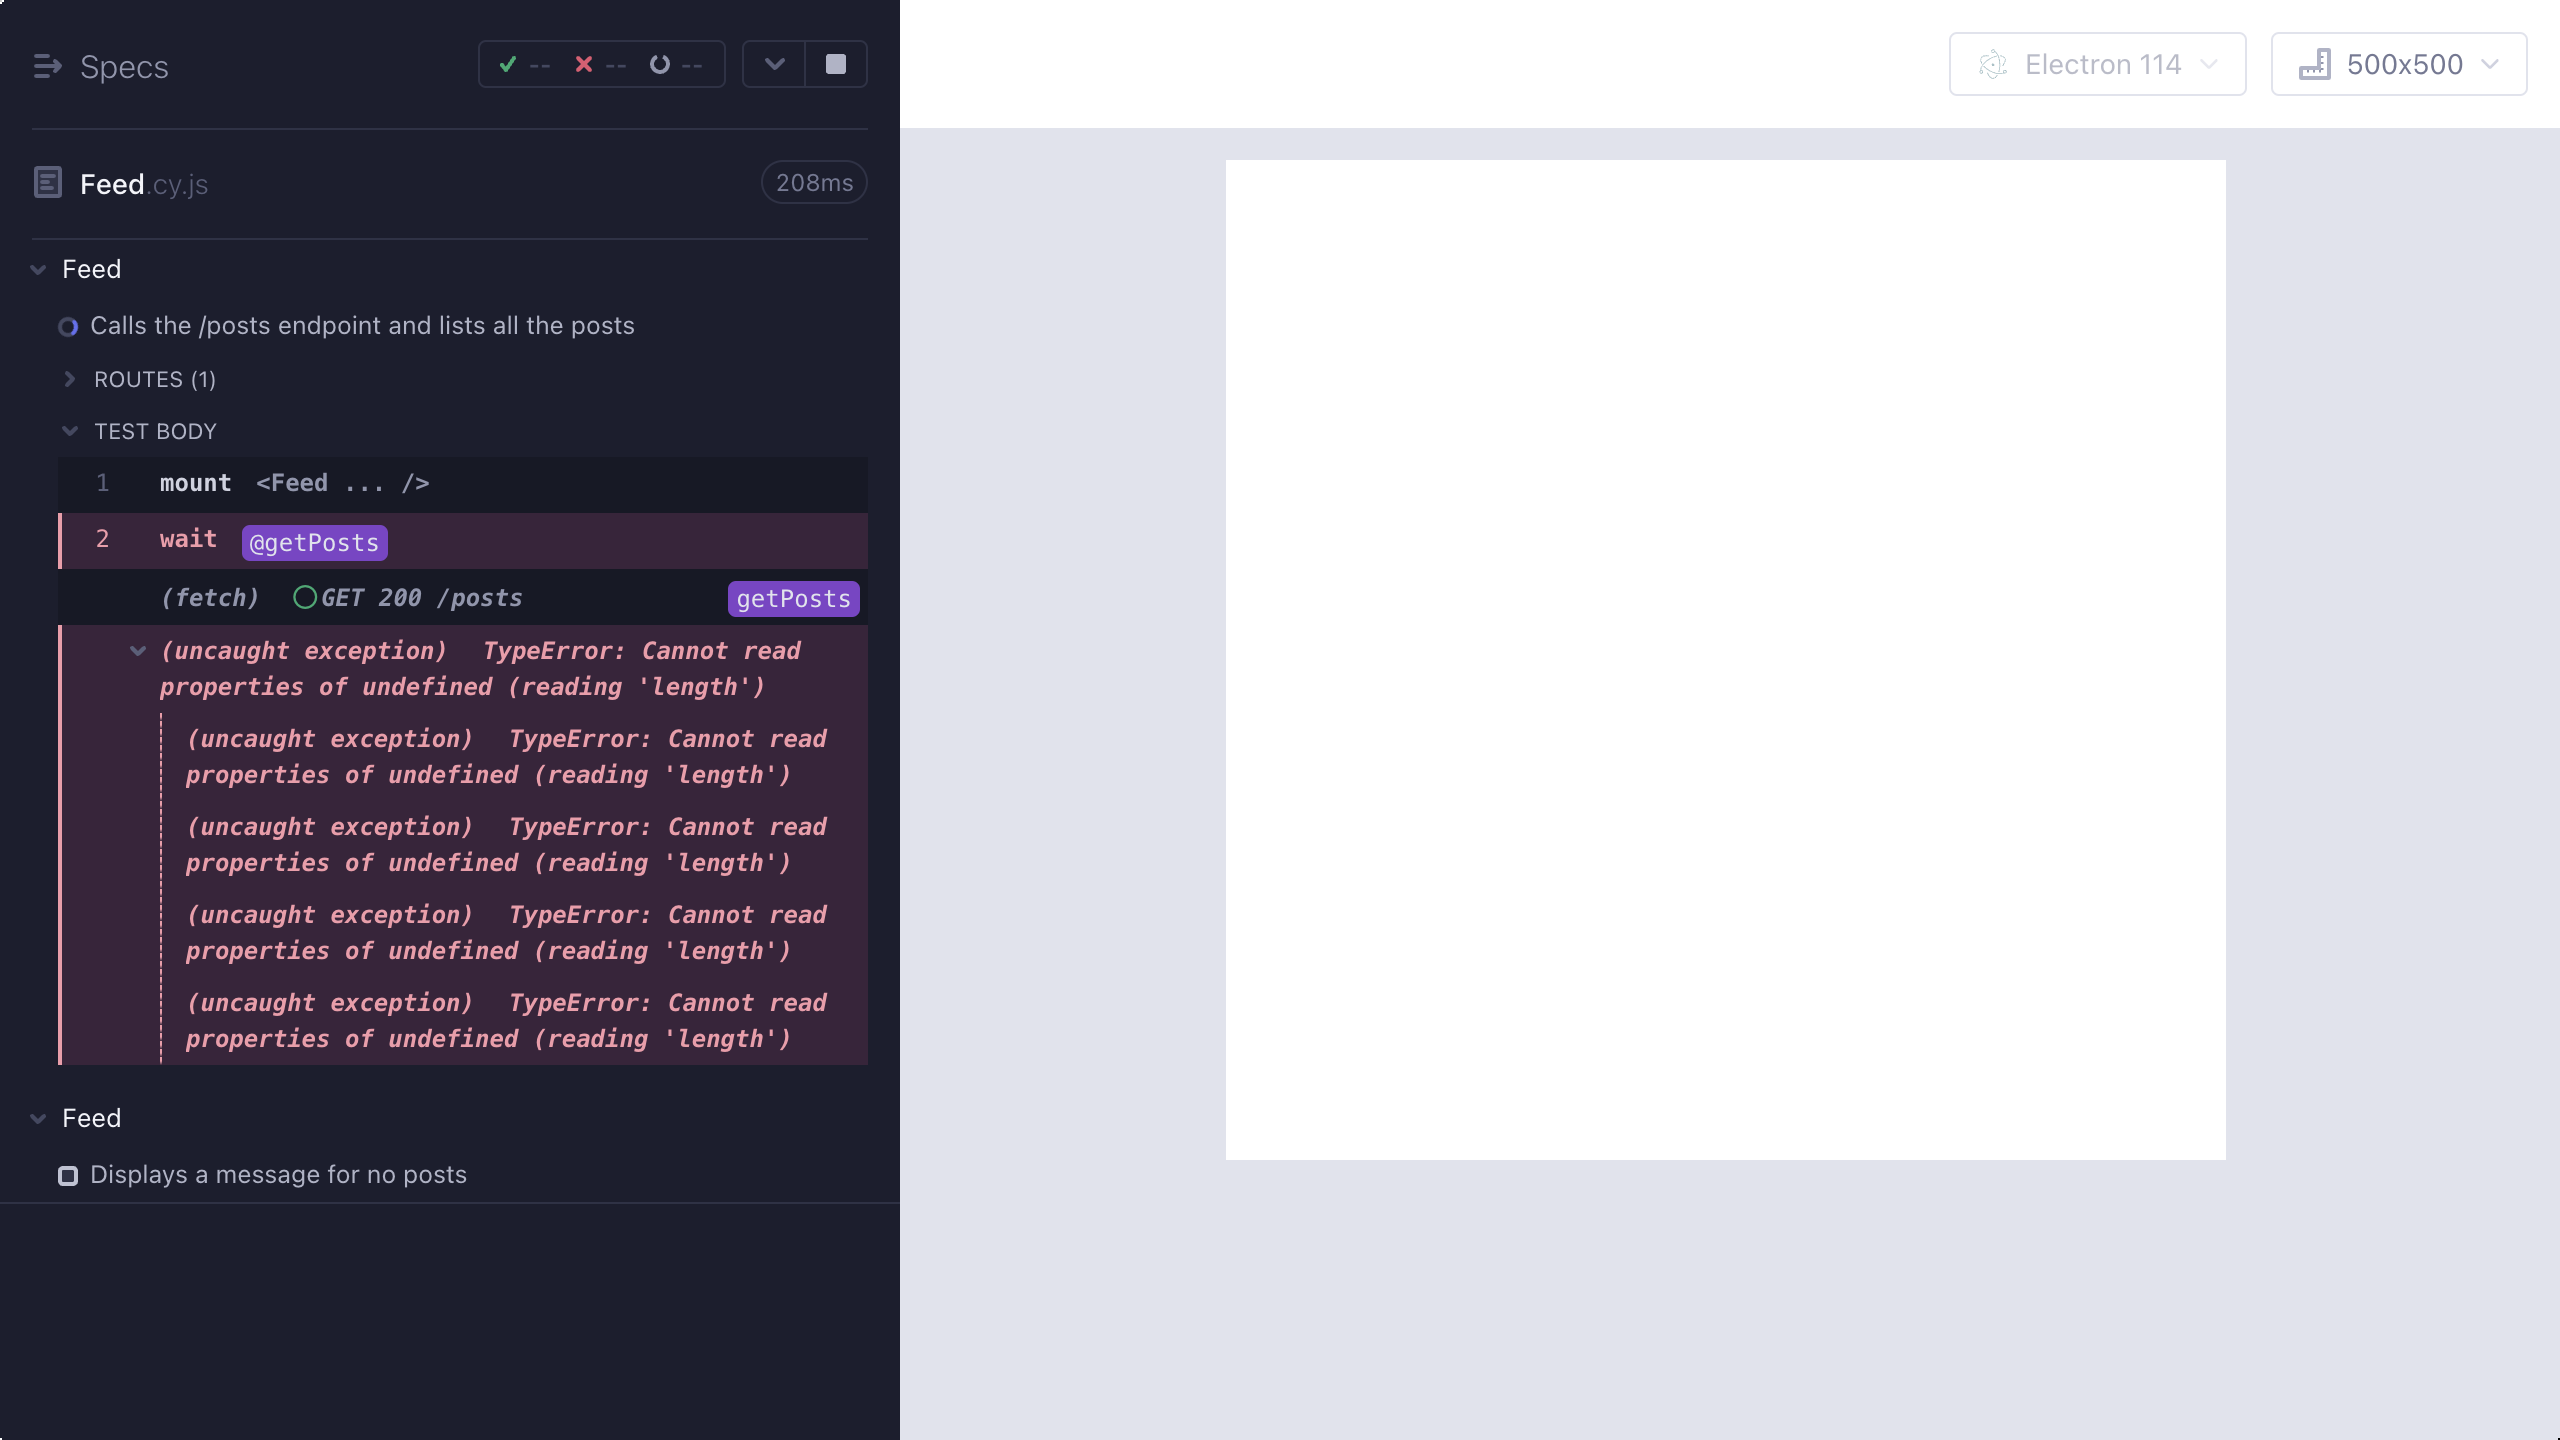 Specs
-- -- --
Electron 114
500x500
Feed.cy.js
208ms
Feed
Calls the /posts endpoint and lists all the posts
ROUTES (1)
TEST BODY
1 mount <Feed ... />
2 wait @getPosts
(fetch) GET 200 /posts getPosts
(uncaught exception) TypeError: Cannot read
properties of undefined (reading 'length')
(uncaught exception) TypeError: Cannot read
properties of undefined (reading 'length')
(uncaught exception) TypeError: Cannot read
properties of undefined (reading 'length')
(uncaught exception) TypeError: Cannot read
properties of undefined (reading 'length')
(uncaught exception) TypeError: Cannot read
properties of undefined (reading 'length')
Feed
Displays a message for no posts